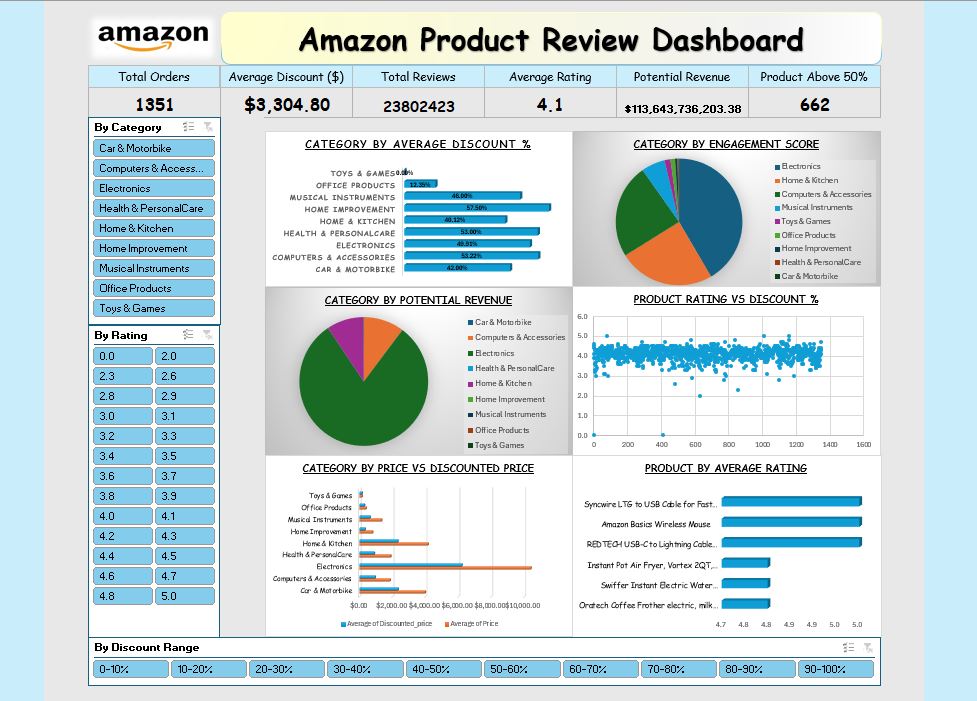 amazon
Amazon Product Review Dashboard
Total Orders
Average Discount ($)
Total Reviews
Average Rating
Potential Revenue
Product Above 50%
1351
$3,304.80
23802423
4.1
$113,643,736,203.38
662
By Category
Car & Motorbike
Computers & Access...
Electronics
Health & PersonalCare
Home & Kitchen
Home Improvement
Musical Instruments
Office Products
Toys & Games
By Rating
0.0 2.0
2.3 2.6
2.8 2.9
3.0 3.1
3.2 3.3
3.4 3.5
3.6 3.7
3.8 3.9
4.0 4.1
4.2 4.3
4.4 4.5
4.6 4.7
4.8 5.0
CATEGORY BY AVERAGE DISCOUNT %
TOYS & GAMES 0.00%
OFFICE PRODUCTS 12.35%
MUSICAL INSTRUMENTS 46.00%
HOME IMPROVEMENT 57.50%
HOME & KITCHEN 40.12%
HEALTH & PERSONALCARE 53.00%
ELECTRONICS 49.91%
COMPUTERS & ACCESSORIES 53.22%
CAR & MOTORBIKE 42.00%
CATEGORY BY ENGAGEMENT SCORE
Electronics
Home & Kitchen
Computers & Accessories
Musical Instruments
Toys & Games
Office Products
Home Improvement
Health & PersonalCare
Car & Motorbike
CATEGORY BY POTENTIAL REVENUE
Car & Motorbike
Computers & Accessories
Electronics
Health & PersonalCare
Home & Kitchen
Home Improvement
Musical Instruments
Office Products
Toys & Games
PRODUCT RATING VS DISCOUNT %
6.0
5.0
4.0
3.0
2.0
1.0
0.0
0 200 400 600 800 1000 1200 1400 1600
CATEGORY BY PRICE VS DISCOUNTED PRICE
Toys & Games
Office Products
Musical Instruments
Home Improvement
Home & Kitchen
Health & PersonalCare
Electronics
Computers & Accessories
Car & Motorbike
$0.00 $2,000.00 $4,000.00 $6,000.00 $8,000.00 $10,000.00
Average of Discounted_price Average of Price
PRODUCT BY AVERAGE RATING
Syncwire LTG to USB Cable for Fast...
Amazon Basics Wireless Mouse
REDTECH USB-C to Lightning Cable...
Instant Pot Air Fryer, Vortex 2QT,...
Swiffer Instant Electric Water...
Oratech Coffee Frother electric, milk...
4.7 4.8 4.8 4.9 4.9 5.0 5.0
By Discount Range
0-10% 10-20% 20-30% 30-40% 40-50% 50-60% 60-70% 70-80% 80-90% 90-100%